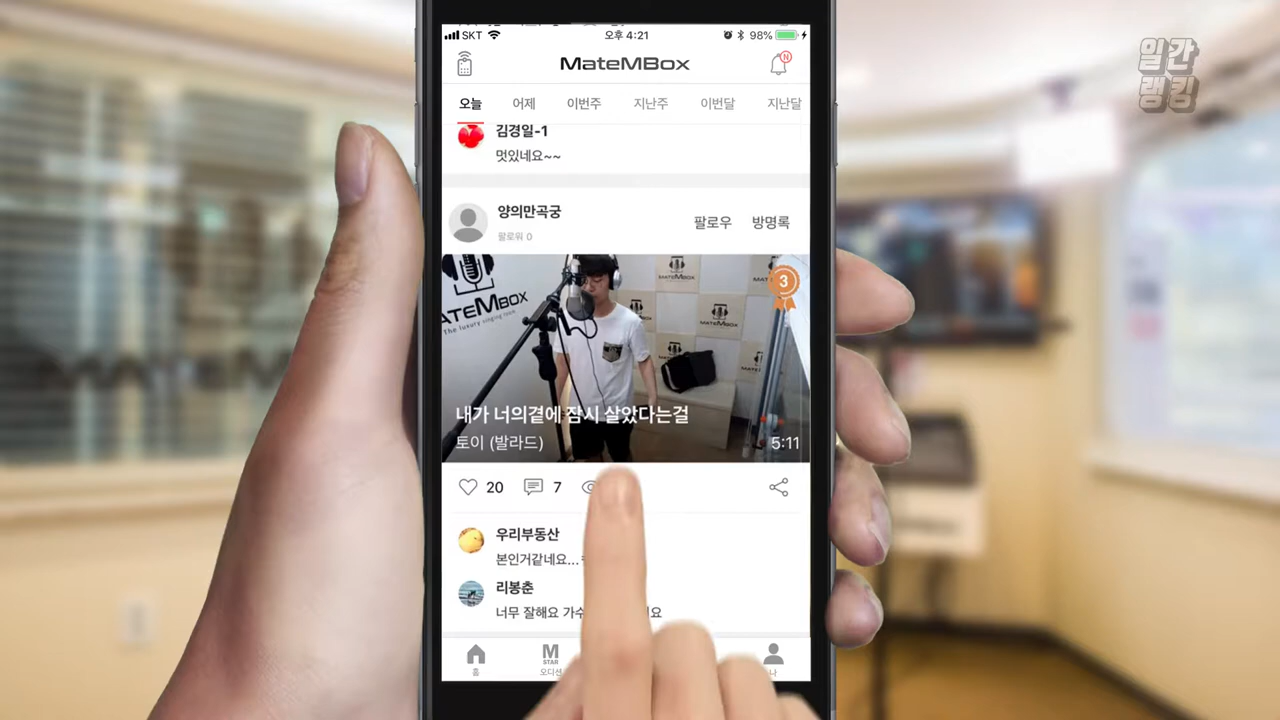 SKT
오후 4:21
98%
MateMBox
N
일간
랭킹
오늘 어제 이번주 지난주 이번달 지난달
김경일-1
멋있네요~~
양의만곡궁
팔로워 0
팔로우 방명록
3
MATEMBOX
ATEMBOX
the luxury singing room
내가 너의곁에 잠시 살았다는걸
토이 (발라드)
5:11
20 7
우리부동산
본인거같네요...
리봉춘
너무 잘해요 가수
요
홈
M
STAR
오디션
나